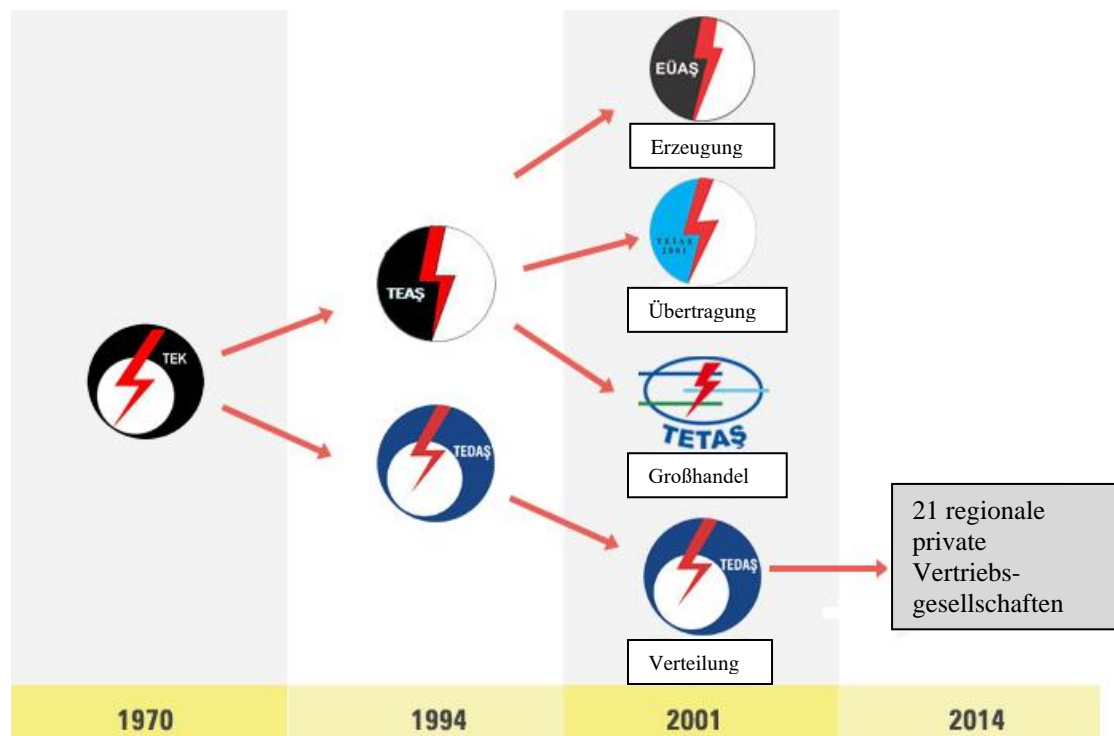 EÜAŞ
Erzeugung
TEİAŞ
2001
Übertragung
TEAŞ
TEK
TETAŞ
TEDAŞ
Großhandel
21 regionale
private
Vertriebs-
gesellschaften
TEDAŞ
Verteilung
1970
1994
2001
2014